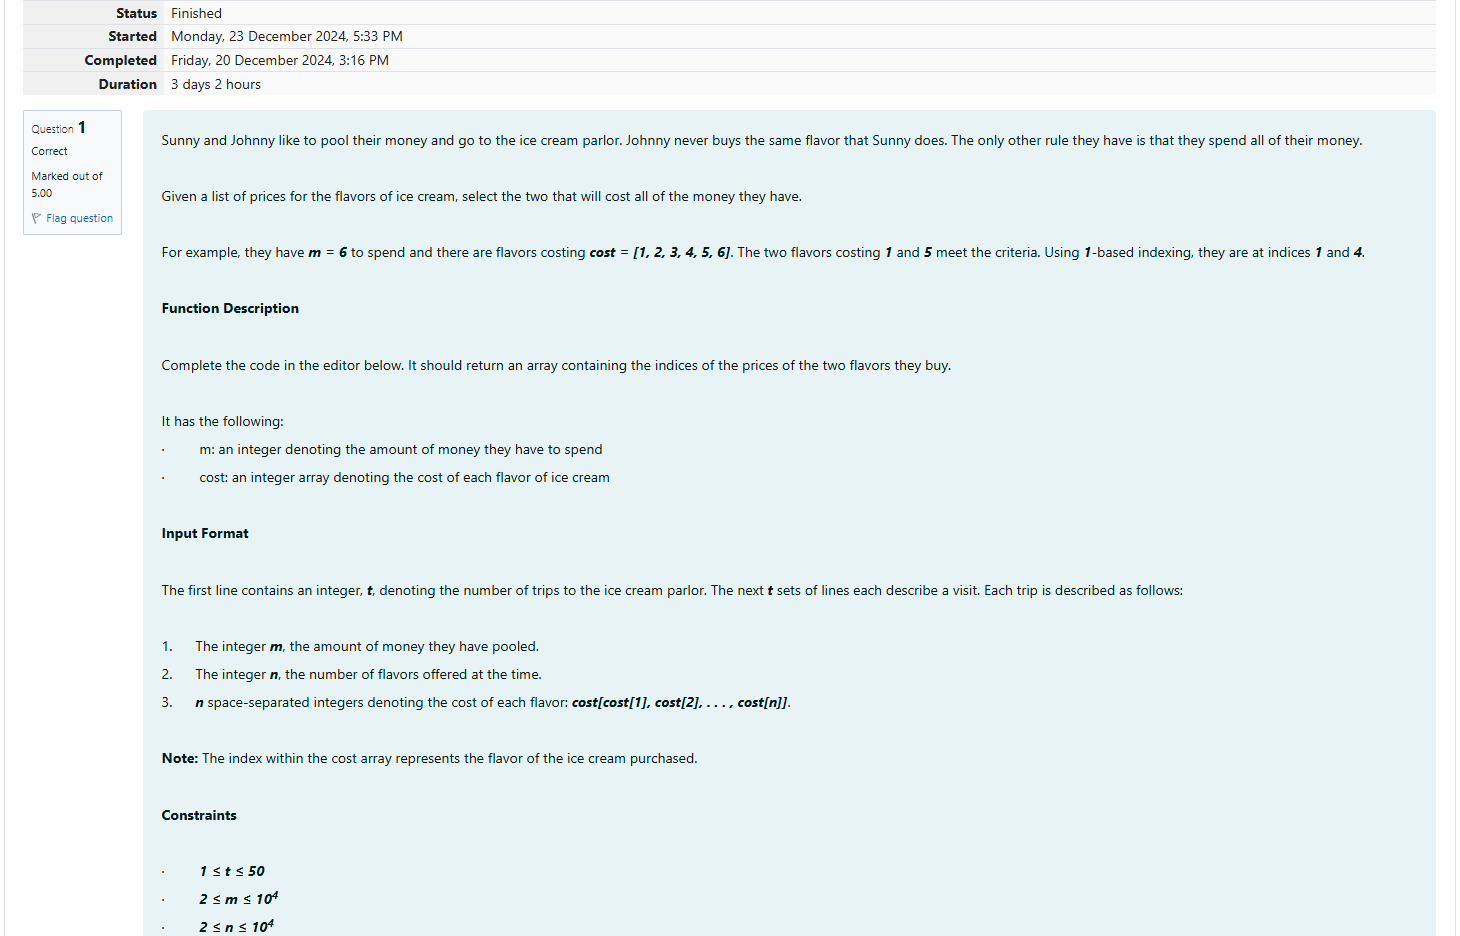 Status Finished
Started Monday, 23 December 2024, 5:33 PM
Completed Friday, 20 December 2024, 3:16 PM
Duration 3 days 2 hours
Question 1
Correct
Marked out of
5.00
Flag question
Sunny and Johnny like to pool their money and go to the ice cream parlor. Johnny never buys the same flavor that Sunny does. The only other rule they have is that they spend all of their money.
Given a list of prices for the flavors of ice cream, select the two that will cost all of the money they have.
For example, they have m = 6 to spend and there are flavors costing cost = [1, 2, 3, 4, 5, 6]. The two flavors costing 1 and 5 meet the criteria. Using 1-based indexing, they are at indices 1 and 4.
Function Description
Complete the code in the editor below. It should return an array containing the indices of the prices of the two flavors they buy.
It has the following:
· m: an integer denoting the amount of money they have to spend
· cost: an integer array denoting the cost of each flavor of ice cream
Input Format
The first line contains an integer, t, denoting the number of trips to the ice cream parlor. The next t sets of lines each describe a visit. Each trip is described as follows:
1. The integer m, the amount of money they have pooled.
2. The integer n, the number of flavors offered at the time.
3. n space-separated integers denoting the cost of each flavor: cost[cost[1], cost[2], . . . , cost[n]].
Note: The index within the cost array represents the flavor of the ice cream purchased.
Constraints
· 1 ≤ t ≤ 50
· 2 ≤ m ≤ 10⁴
· 2 ≤ n ≤ 10⁴